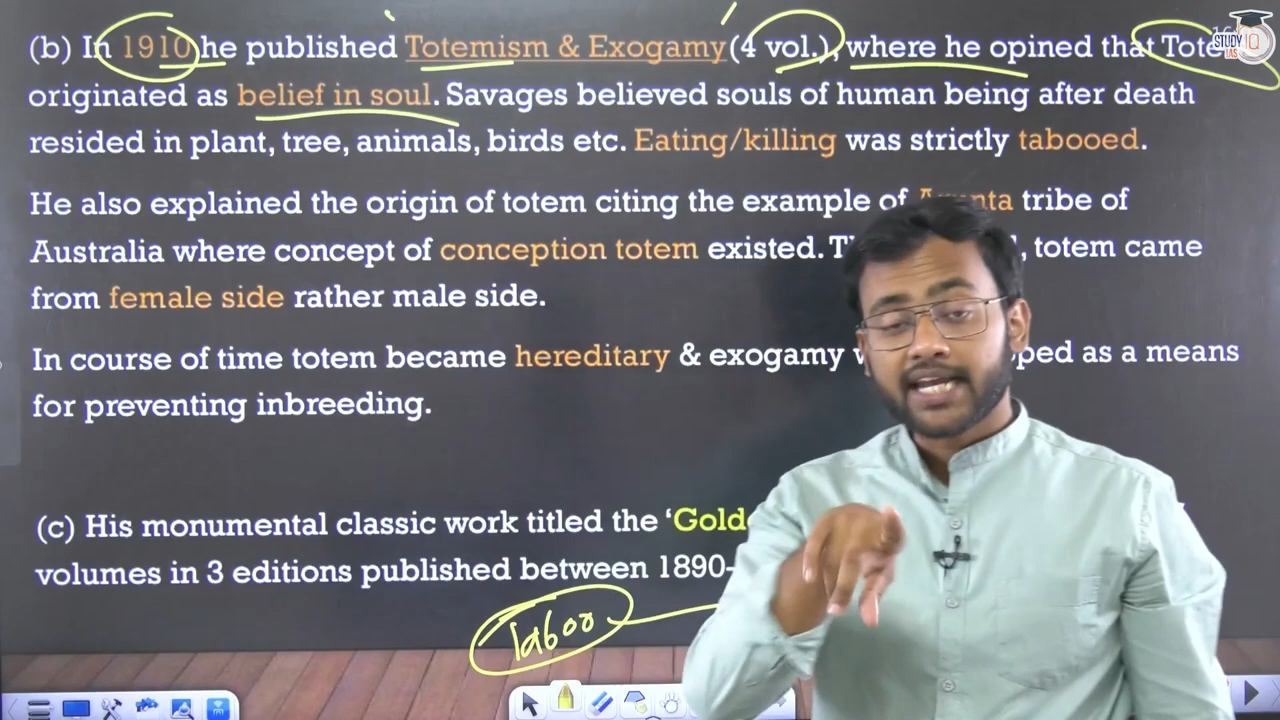 (b) In 1910 he published Totemism & Exogamy (4 vol.), where he opined that
originated as belief in soul. Savages believed souls of human being after death
resided in plant, tree, animals, birds etc. Eating/killing was strictly tabooed.
He also explained the origin of totem citing the example of tribe of
Australia where concept of conception totem existed. totem came
from female side rather male side.
In course of time totem became hereditary & exogamy as a means
for preventing inbreeding.
(c) His monumental classic work titled the
volumes in 3 editions published between 1890-
Taboo
STUDY IQ
IAS